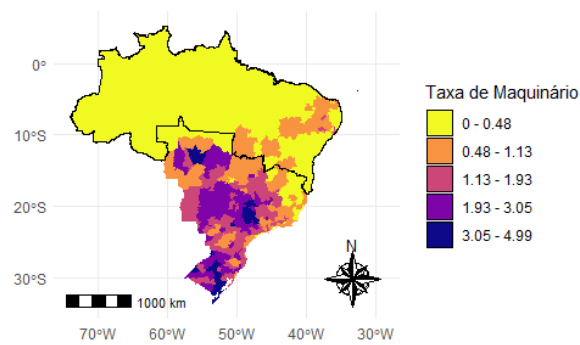 0°
10°S
20°S
30°S
70°W
60°W
50°W
40°W
30°W
1000 km
N
Taxa de Maquinário
0 - 0.48
0.48 - 1.13
1.13 - 1.93
1.93 - 3.05
3.05 - 4.99